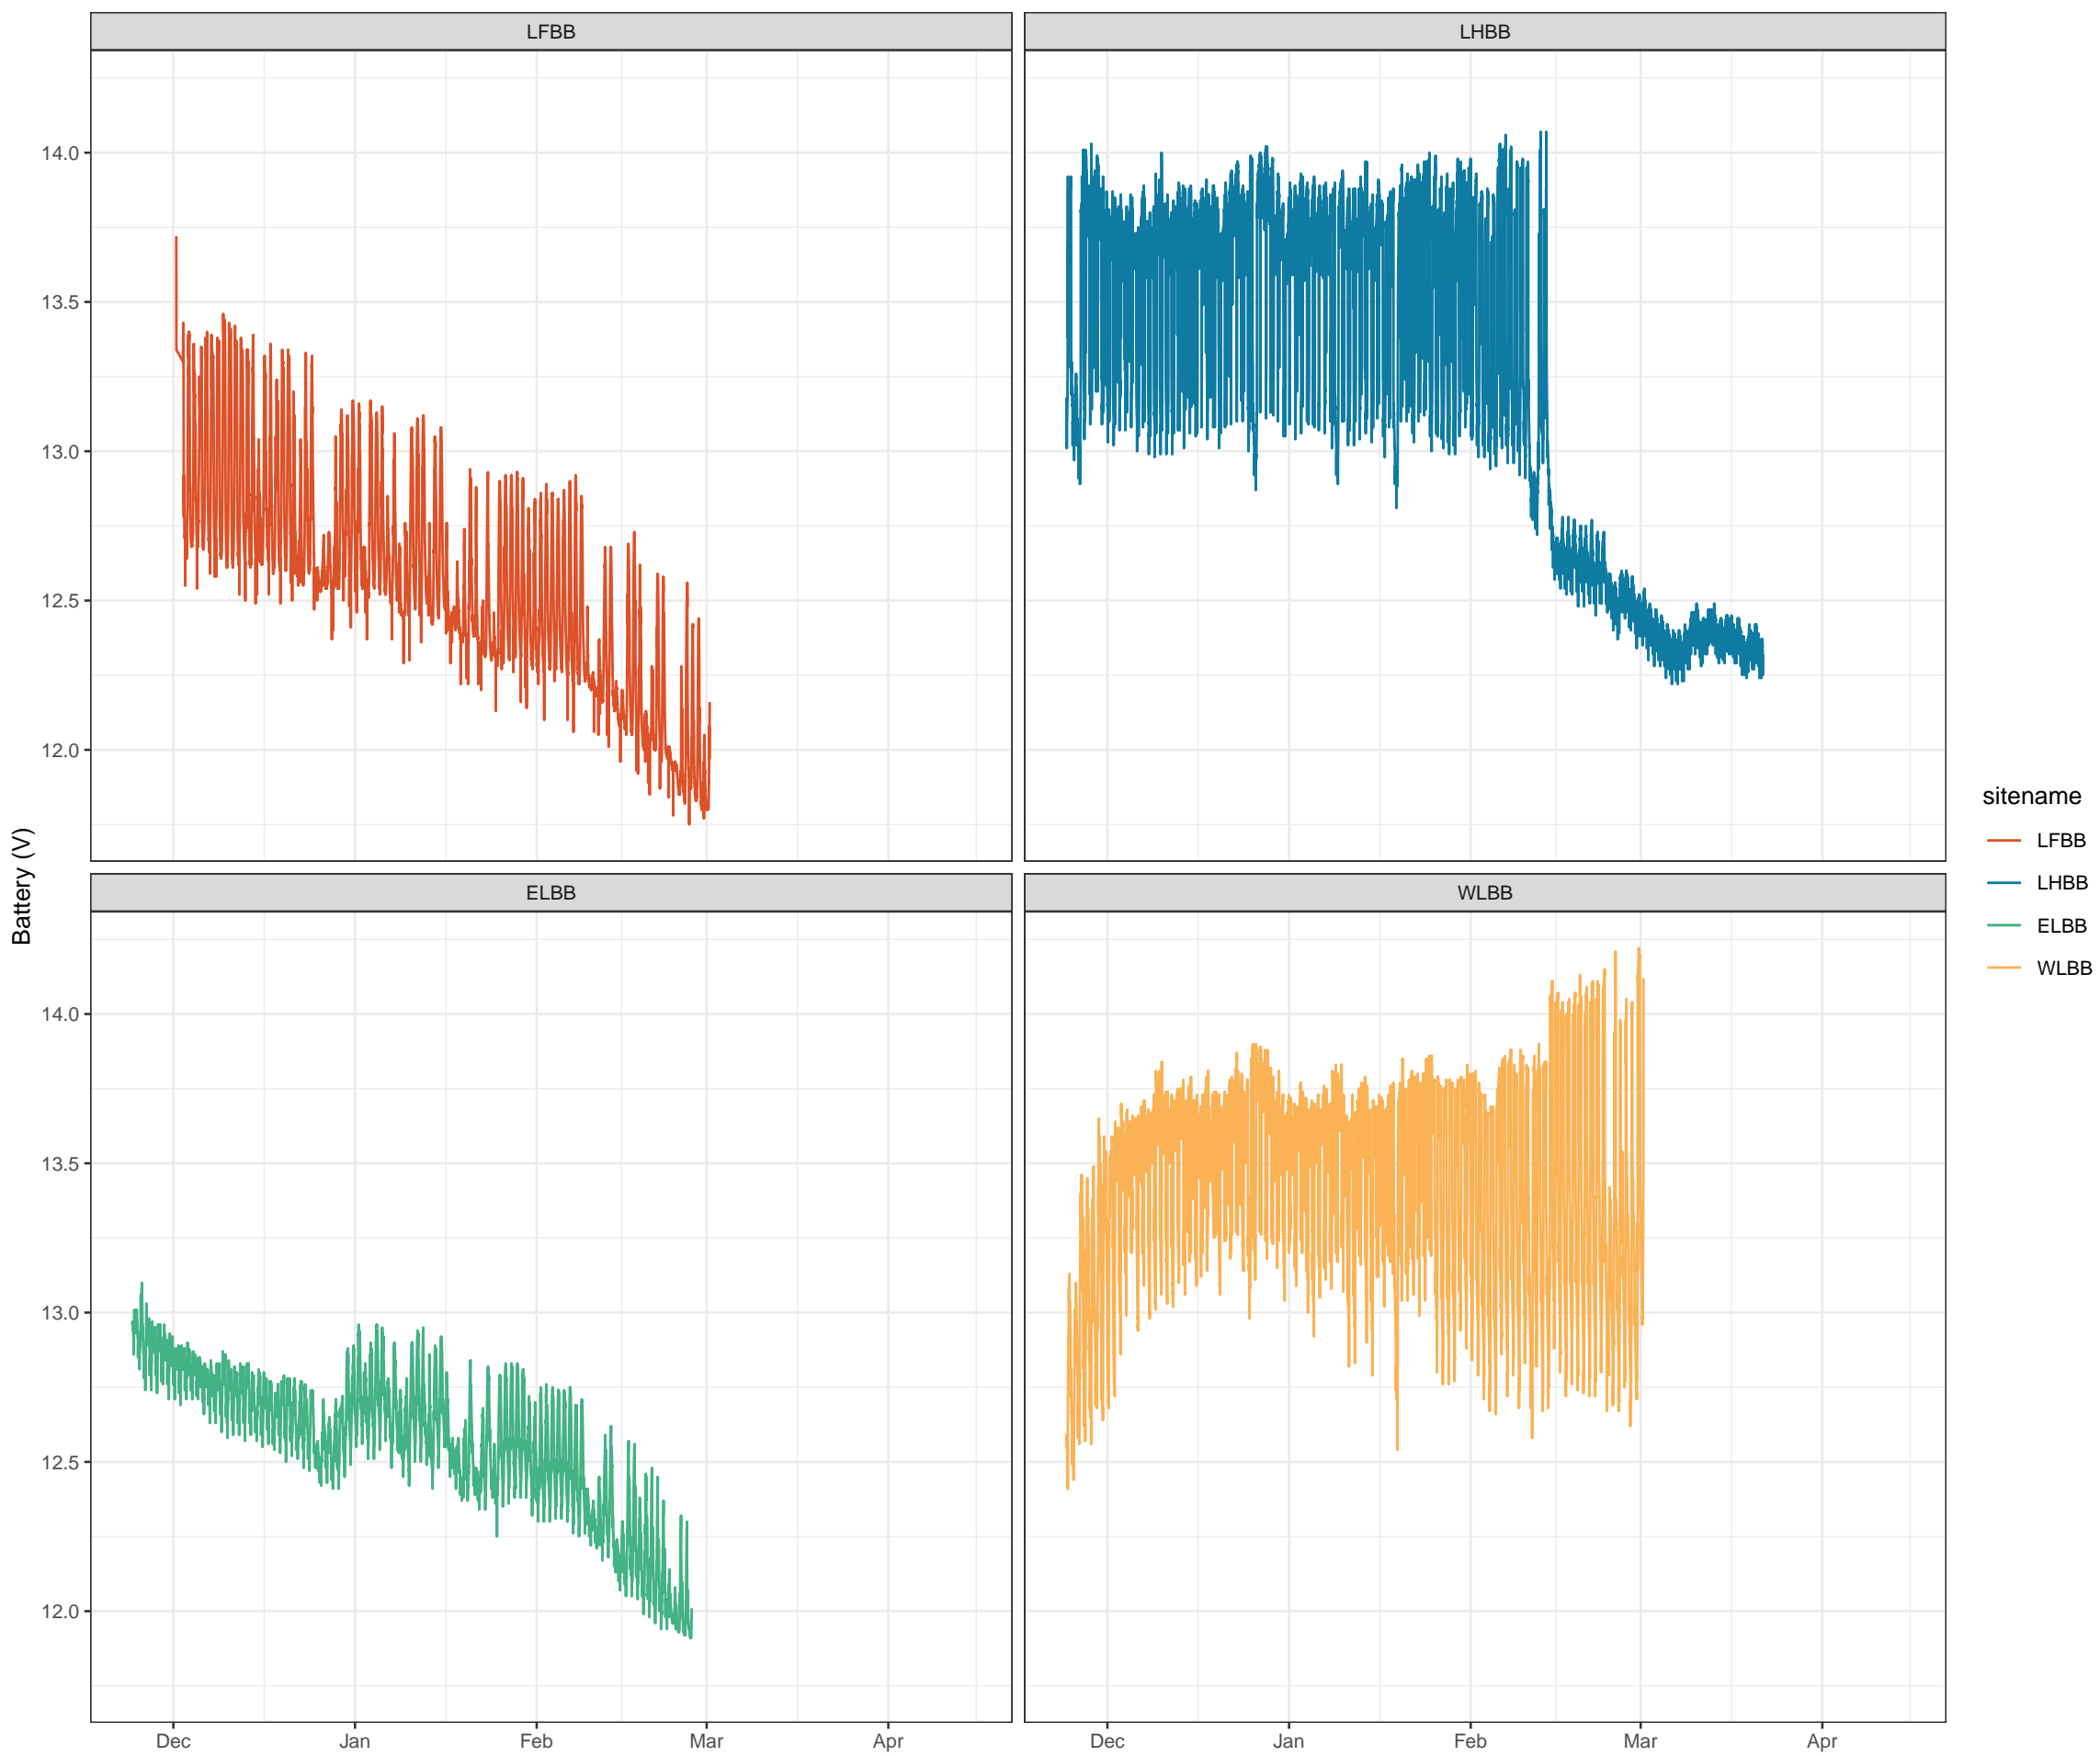 LFBB
LHBB
14.0
13.5
13.0
12.5
12.0
ELBB
WLBB
14.0
13.5
13.0
12.5
12.0
Dec
Jan
Feb
Mar
Apr
Dec
Jan
Feb
Mar
Apr
Battery (V)
sitename
LFBB
LHBB
ELBB
WLBB